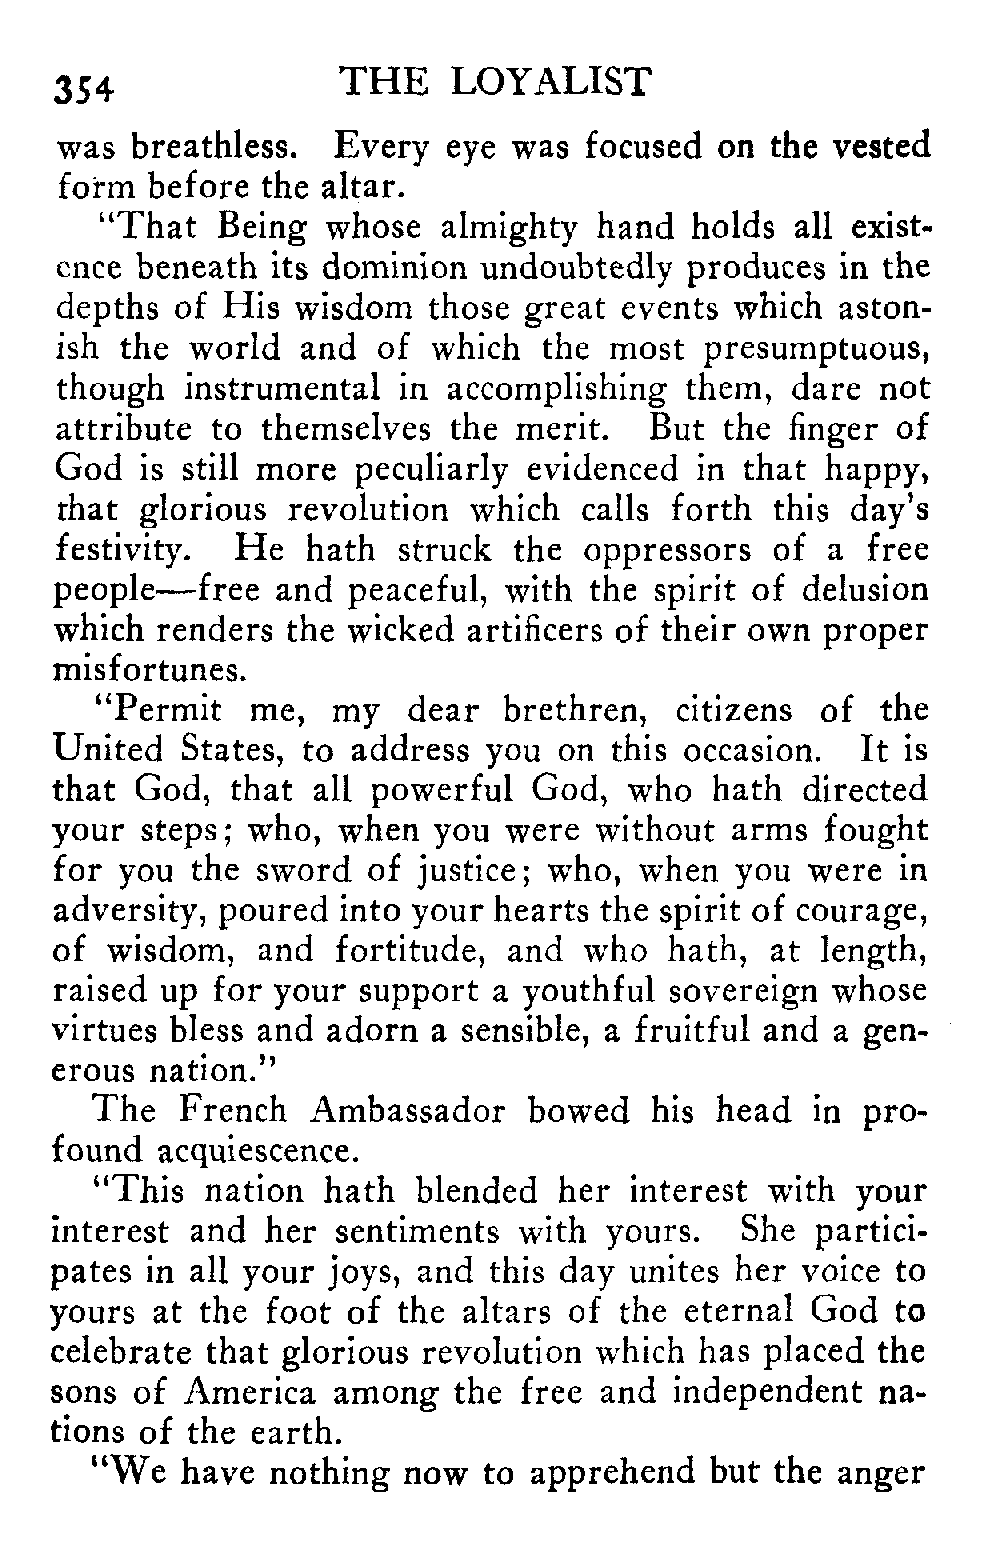 354 THE LOYALIST
was breathless. Every eye was focused on the vested
form before the altar.
"That Being whose almighty hand holds all exist-
ence beneath its dominion undoubtedly produces in the
depths of His wisdom those great events which aston-
ish the world and of which the most presumptuous,
though instrumental in accomplishing them, dare not
attribute to themselves the merit. But the finger of
God is still more peculiarly evidenced in that happy,
that glorious revolution which calls forth this day's
festivity. He hath struck the oppressors of a free
people—free and peaceful, with the spirit of delusion
which renders the wicked artificers of their own proper
misfortunes.
"Permit me, my dear brethren, citizens of the
United States, to address you on this occasion. It is
that God, that all powerful God, who hath directed
your steps; who, when you were without arms fought
for you the sword of justice; who, when you were in
adversity, poured into your hearts the spirit of courage,
of wisdom, and fortitude, and who hath, at length,
raised up for your support a youthful sovereign whose
virtues bless and adorn a sensible, a fruitful and a gen-
erous nation."
The French Ambassador bowed his head in pro-
found acquiescence.
"This nation hath blended her interest with your
interest and her sentiments with yours. She partici-
pates in all your joys, and this day unites her voice to
yours at the foot of the altars of the eternal God to
celebrate that glorious revolution which has placed the
sons of America among the free and independent na-
tions of the earth.
"We have nothing now to apprehend but the anger